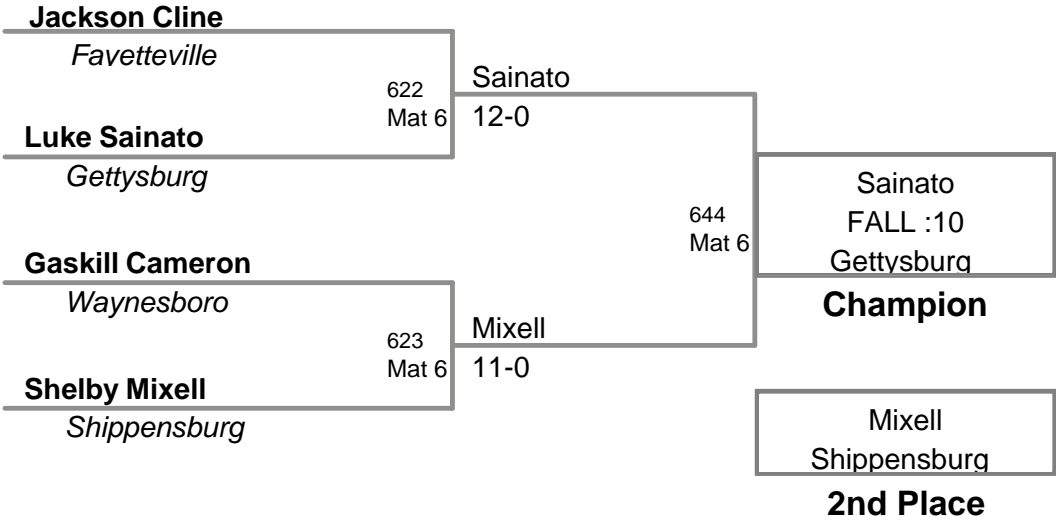 Jackson Cline
Favetteville
622
Mat 6
Sainato
12-0
Luke Sainato
Gettysburg
644
Mat 6
Sainato
FALL :10
Gettysburg
Champion
Gaskill Cameron
Waynesboro
623
Mat 6
Mixell
11-0
Shelby Mixell
Shippensburg
Mixell
Shippensburg
2nd Place